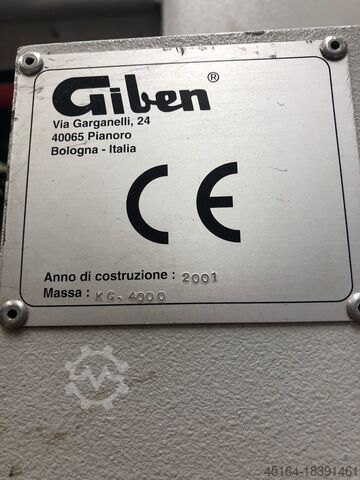 Giben®
Via Garganelli, 24
40065 Pianoro
Bologna - Italia
CE
Anno di costruzione : 2001
Massa : KG. 4000
45164-18391461